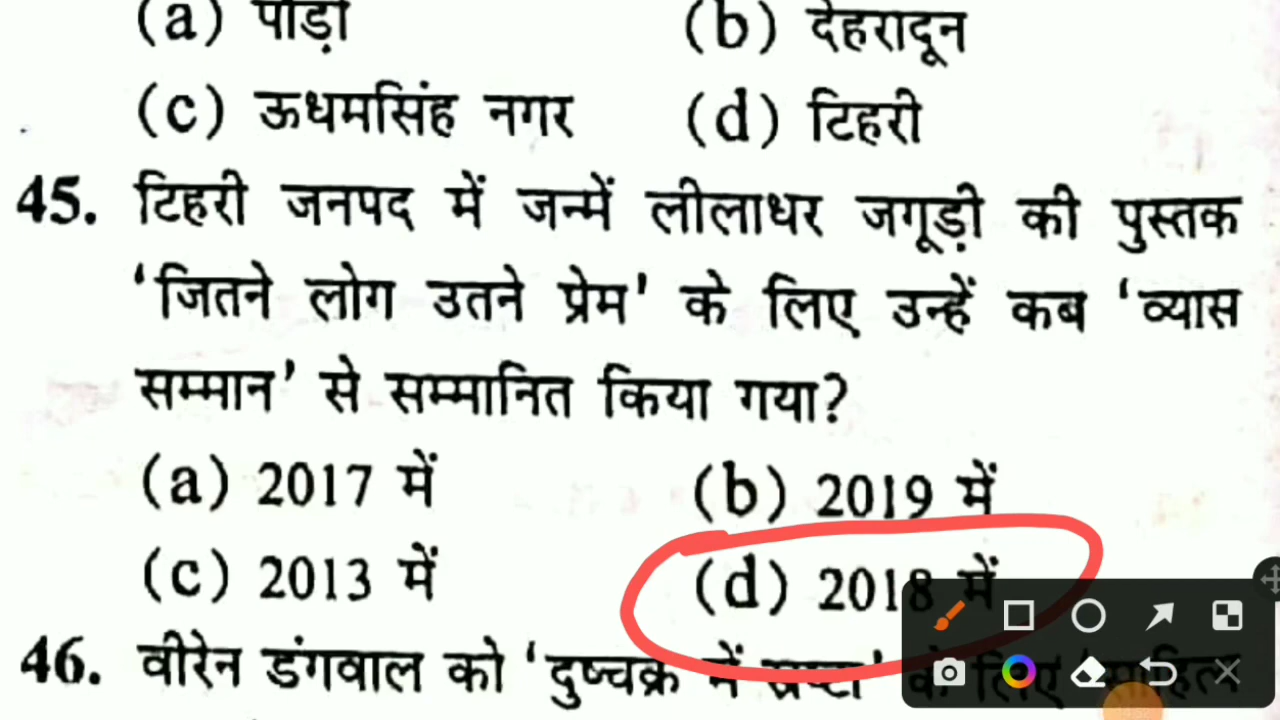 (a) पौड़ी (b) देहरादून
(c) ऊधमसिंह नगर (d) टिहरी
45. टिहरी जनपद में जन्में लीलाधर जगूड़ी की पुस्तक
'जितने लोग उतने प्रेम' के लिए उन्हें कब 'व्यास
सम्मान' से सम्मानित किया गया?
(a) 2017 में (b) 2019 में
(c) 2013 में (d) 2018 में
46. वीरेन डंगवाल को 'दुष्चक्र में स्रष्टा' के लिए 'साहित्य